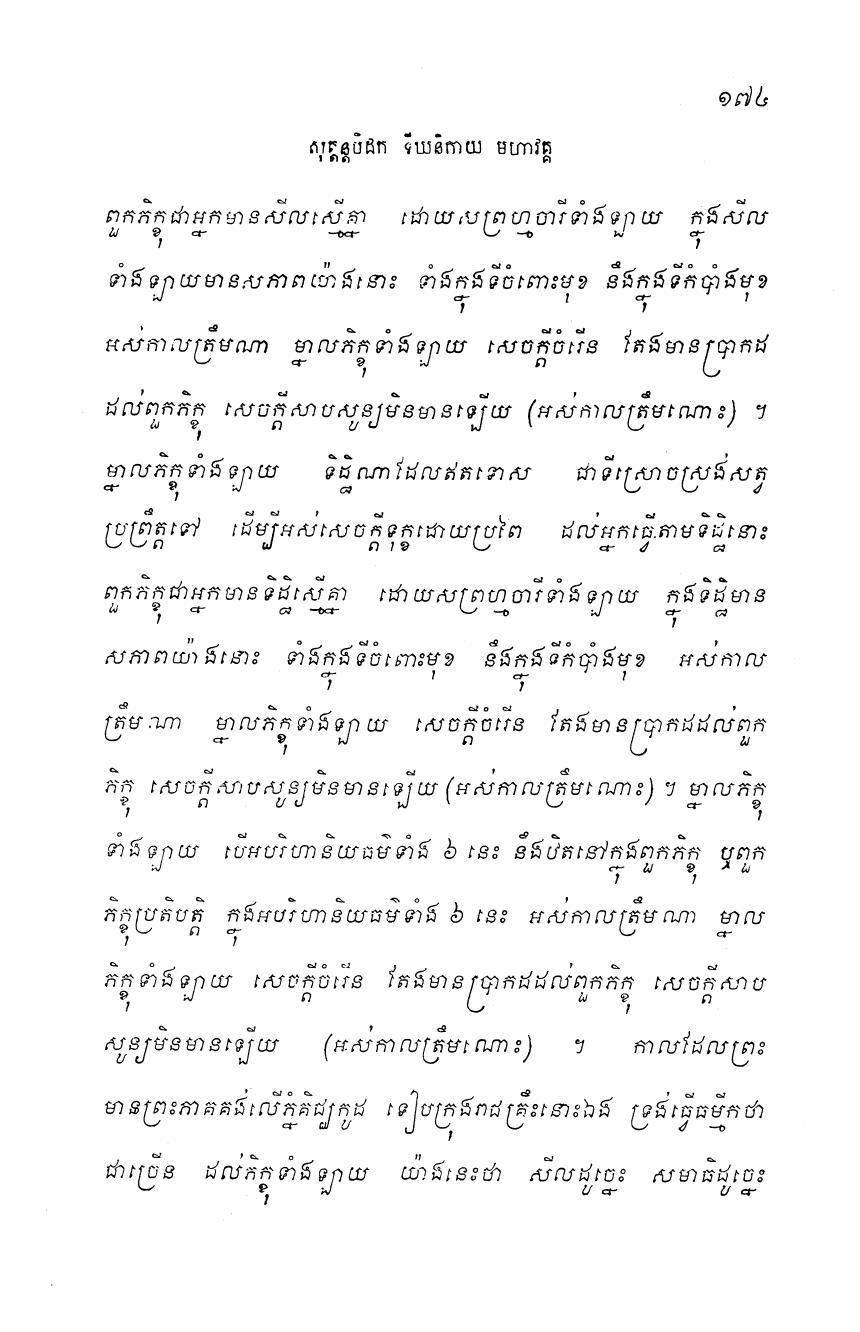 ១៧៤
សុត្តន្តបិដក ទីឃនិកាយ មហាវគ្គ
ពួកភិក្ខុជាអ្នកមានសីលស្មើគ្នា ដោយសព្រហ្មចារីទាំងឡាយ ក្នុងសីល
ទាំងឡាយមានសភាពយ៉ាងនោះ ទាំងក្នុងទីចំពោះមុខ នឹងក្នុងទីកំបាំងមុខ
អស់កាលត្រឹមណា ម្នាលភិក្ខុទាំងឡាយ សេចក្តីចំរើន តែងមានប្រាកដ
ដល់ពួកភិក្ខុ សេចក្តីសាបសូន្យមិនមានឡើយ (អស់កាលត្រឹមណោះ) ។
ម្នាលភិក្ខុទាំងឡាយ ទិដ្ឋិណាដែលឥតទោស ជាទីស្រោចស្រង់សត្វ
ប្រព្រឹត្តទៅ ដើម្បីអស់សេចក្តីទុក្ខដោយប្រពៃ ដល់អ្នកធ្វើតាមទិដ្ឋិនោះ
ពួកភិក្ខុជាអ្នកមានទិដ្ឋិស្មើគ្នា ដោយសព្រហ្មចារីទាំងឡាយ ក្នុងទិដ្ឋិមាន
សភាពយ៉ាងនោះ ទាំងក្នុងទីចំពោះមុខ នឹងក្នុងទីកំបាំងមុខ អស់កាល
ត្រឹមណា ម្នាលភិក្ខុទាំងឡាយ សេចក្តីចំរើន តែងមានប្រាកដដល់ពួក
ភិក្ខុ សេចក្តីសាបសូន្យមិនមានឡើយ (អស់កាលត្រឹមណោះ) ។ ម្នាលភិក្ខុ
ទាំងឡាយ បើអបរិហានិយធម៌ទាំង ៦ នេះ នឹងឋិតនៅក្នុងពួកភិក្ខុ ឬពួក
ភិក្ខុប្រតិបត្តិ ក្នុងអបរិហានិយធម៌ទាំង ៦ នេះ អស់កាលត្រឹមណា ម្នាល
ភិក្ខុទាំងឡាយ សេចក្តីចំរើន តែងមានប្រាកដដល់ពួកភិក្ខុ សេចក្តីសាប
សូន្យមិនមានឡើយ (អស់កាលត្រឹមណោះ) ។ កាលដែលព្រះ
មានព្រះភាគគង់លើភ្នំគិជ្ឈកូដ ទៀបក្រុងរាជគ្រឹះនោះឯង ទ្រង់ធ្វើធម្មីកថា
ជាច្រើន ដល់ភិក្ខុទាំងឡាយ យ៉ាងនេះថា សីលដូច្នេះ សមាធិដូច្នេះ